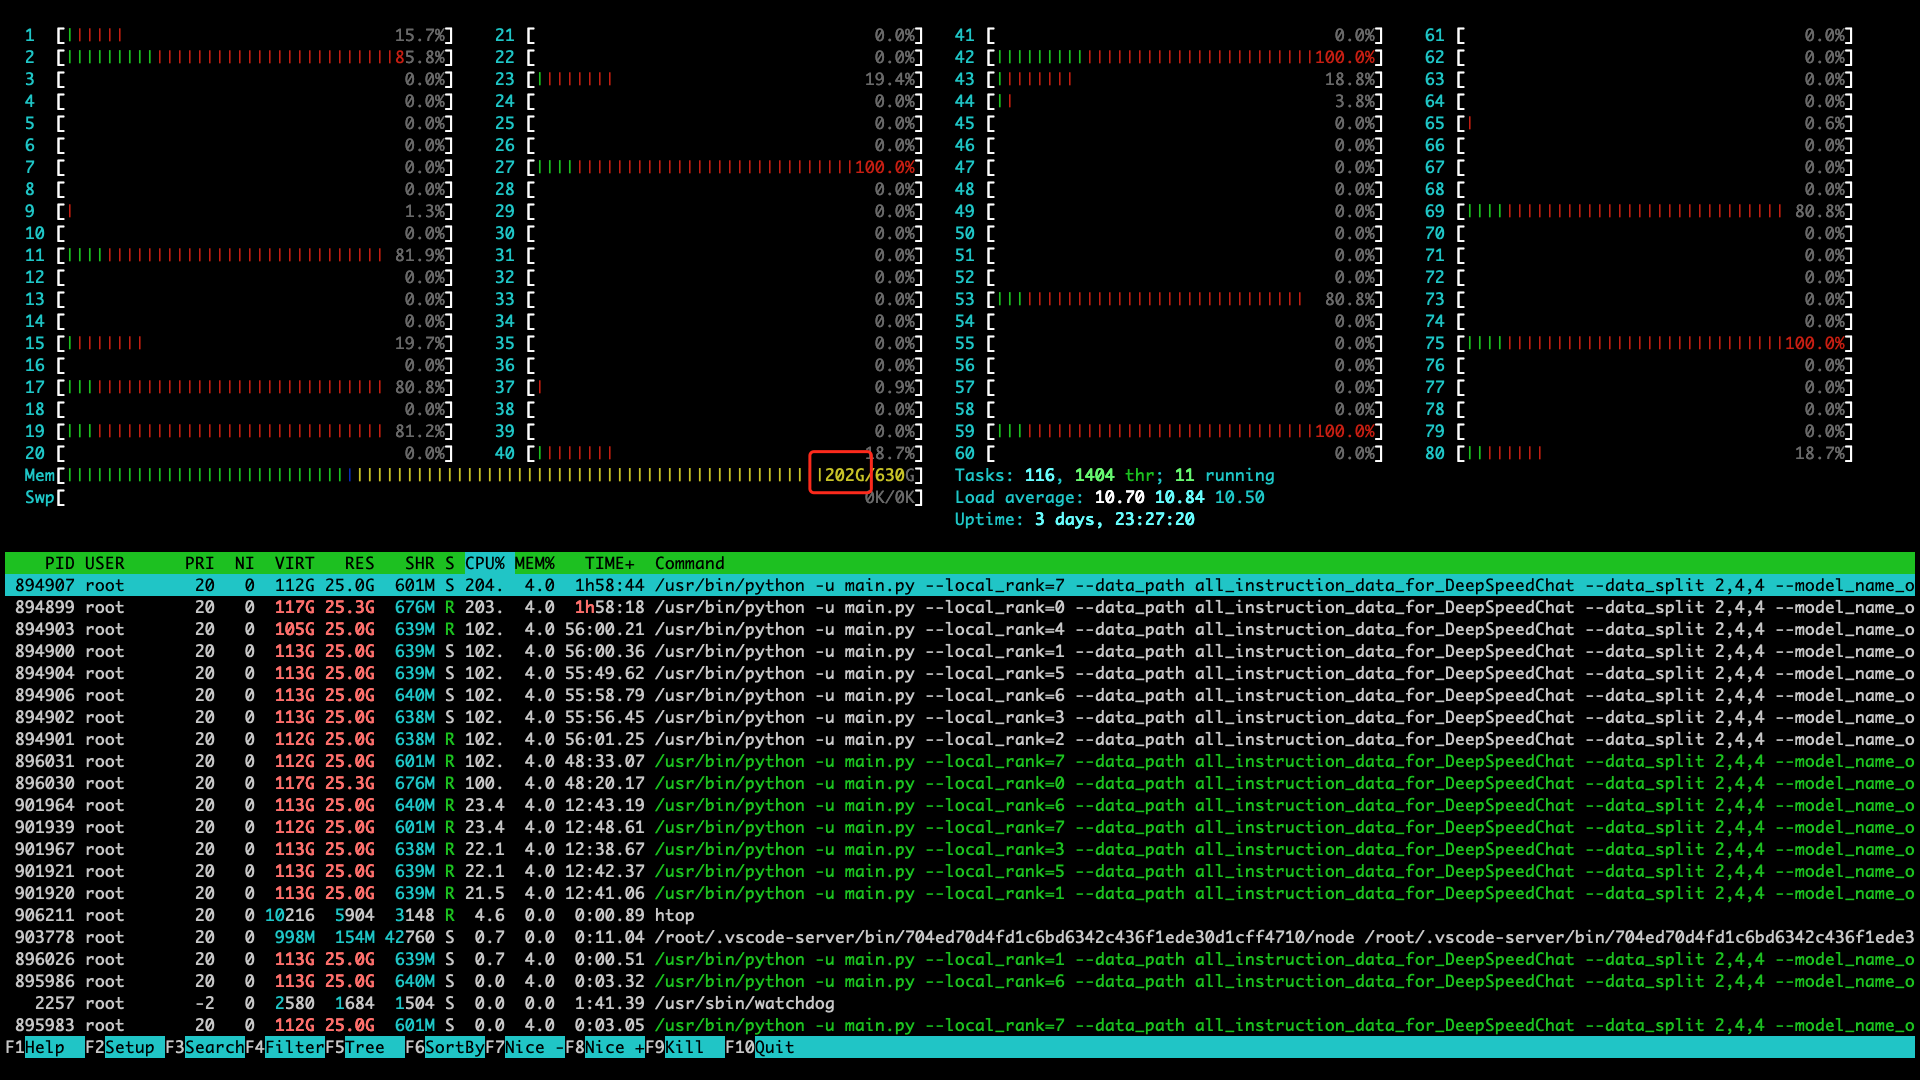 1 [|||||| 15.7%] 21 [ 0.0%] 41 [ 0.0%] 61 [ 0.0%]
2 [||||||||||||||||||||||||||||||||||85.8%] 22 [ 0.0%] 42 [||||||||||||||||||||||||||||||||100.0%] 62 [ 0.0%]
3 [ 0.0%] 23 [|||||||| 19.4%] 43 [|||||||| 18.8%] 63 [ 0.0%]
4 [ 0.0%] 24 [ 0.0%] 44 [|| 3.8%] 64 [ 0.0%]
5 [ 0.0%] 25 [ 0.0%] 45 [ 0.0%] 65 [| 0.6%]
6 [ 0.0%] 26 [ 0.0%] 46 [ 0.0%] 66 [ 0.0%]
7 [ 0.0%] 27 [||||||||||||||||||||||||||||||||100.0%] 47 [ 0.0%] 67 [ 0.0%]
8 [ 0.0%] 28 [ 0.0%] 48 [ 0.0%] 68 [ 0.0%]
9 [| 1.3%] 29 [ 0.0%] 49 [ 0.0%] 69 [|||||||||||||||||||||||||||||||| 80.8%]
10 [ 0.0%] 30 [ 0.0%] 50 [ 0.0%] 70 [ 0.0%]
11 [|||||||||||||||||||||||||||||||| 81.9%] 31 [ 0.0%] 51 [ 0.0%] 71 [ 0.0%]
12 [ 0.0%] 32 [ 0.0%] 52 [ 0.0%] 72 [ 0.0%]
13 [ 0.0%] 33 [ 0.0%] 53 [||||||||||||||||||||||||||||||| 80.8%] 73 [ 0.0%]
14 [ 0.0%] 34 [ 0.0%] 54 [ 0.0%] 74 [ 0.0%]
15 [|||||||| 19.7%] 35 [ 0.0%] 55 [ 0.0%] 75 [||||||||||||||||||||||||||||||||100.0%]
16 [ 0.0%] 36 [ 0.0%] 56 [ 0.0%] 76 [ 0.0%]
17 [|||||||||||||||||||||||||||||||| 80.8%] 37 [| 0.9%] 57 [ 0.0%] 77 [ 0.0%]
18 [ 0.0%] 38 [ 0.0%] 58 [ 0.0%] 78 [ 0.0%]
19 [|||||||||||||||||||||||||||||||| 81.2%] 39 [ 0.0%] 59 [||||||||||||||||||||||||||||||||100.0%] 79 [ 0.0%]
20 [ 0.0%] 40 [|||||||| 18.7%] 60 [ 0.0%] 80 [|||||||| 18.7%]
Mem[||||||||||||||||||||||||||||||||||||||||||||||||||||||||||||||||||||||||||||202G/630G] Tasks: 116, 1404 thr; 11 running
Swp[ 0K/0K] Load average: 10.70 10.84 10.50
Uptime: 3 days, 23:27:20
PID USER PRI NI VIRT RES SHR S CPU% MEM% TIME+ Command
894907 root 20 0 112G 25.0G 601M S 204. 4.0 1h58:44 /usr/bin/python -u main.py --local_rank=7 --data_path all_instruction_data_for_DeepSpeedChat --data_split 2,4,4 --model_name_o
894899 root 20 0 117G 25.3G 676M R 203. 4.0 1h58:18 /usr/bin/python -u main.py --local_rank=0 --data_path all_instruction_data_for_DeepSpeedChat --data_split 2,4,4 --model_name_o
894903 root 20 0 105G 25.0G 639M R 102. 4.0 56:00.21 /usr/bin/python -u main.py --local_rank=4 --data_path all_instruction_data_for_DeepSpeedChat --data_split 2,4,4 --model_name_o
894900 root 20 0 113G 25.0G 639M S 102. 4.0 56:00.36 /usr/bin/python -u main.py --local_rank=1 --data_path all_instruction_data_for_DeepSpeedChat --data_split 2,4,4 --model_name_o
894904 root 20 0 113G 25.0G 639M S 102. 4.0 55:49.62 /usr/bin/python -u main.py --local_rank=5 --data_path all_instruction_data_for_DeepSpeedChat --data_split 2,4,4 --model_name_o
894906 root 20 0 113G 25.0G 640M S 102. 4.0 55:58.79 /usr/bin/python -u main.py --local_rank=6 --data_path all_instruction_data_for_DeepSpeedChat --data_split 2,4,4 --model_name_o
894902 root 20 0 113G 25.0G 638M S 102. 4.0 55:56.45 /usr/bin/python -u main.py --local_rank=3 --data_path all_instruction_data_for_DeepSpeedChat --data_split 2,4,4 --model_name_o
894901 root 20 0 112G 25.0G 638M R 102. 4.0 56:01.25 /usr/bin/python -u main.py --local_rank=2 --data_path all_instruction_data_for_DeepSpeedChat --data_split 2,4,4 --model_name_o
896031 root 20 0 112G 25.0G 601M R 102. 4.0 48:33.07 /usr/bin/python -u main.py --local_rank=7 --data_path all_instruction_data_for_DeepSpeedChat --data_split 2,4,4 --model_name_o
896030 root 20 0 117G 25.3G 676M R 100. 4.0 48:20.17 /usr/bin/python -u main.py --local_rank=0 --data_path all_instruction_data_for_DeepSpeedChat --data_split 2,4,4 --model_name_o
901964 root 20 0 113G 25.0G 640M R 23.4 4.0 12:43.19 /usr/bin/python -u main.py --local_rank=6 --data_path all_instruction_data_for_DeepSpeedChat --data_split 2,4,4 --model_name_o
901939 root 20 0 112G 25.0G 601M R 23.4 4.0 12:48.61 /usr/bin/python -u main.py --local_rank=7 --data_path all_instruction_data_for_DeepSpeedChat --data_split 2,4,4 --model_name_o
901967 root 20 0 113G 25.0G 638M R 22.1 4.0 12:38.67 /usr/bin/python -u main.py --local_rank=3 --data_path all_instruction_data_for_DeepSpeedChat --data_split 2,4,4 --model_name_o
901921 root 20 0 113G 25.0G 639M R 22.1 4.0 12:42.37 /usr/bin/python -u main.py --local_rank=5 --data_path all_instruction_data_for_DeepSpeedChat --data_split 2,4,4 --model_name_o
901920 root 20 0 113G 25.0G 639M R 21.5 4.0 12:41.06 /usr/bin/python -u main.py --local_rank=1 --data_path all_instruction_data_for_DeepSpeedChat --data_split 2,4,4 --model_name_o
906211 root 20 0 10216 5904 3148 R 4.6 0.0 0:00.89 htop
903778 root 20 0 998M 154M 42760 S 0.7 0.0 0:11.04 /root/.vscode-server/bin/704ed70d4fd1c6bd6342c436f1ede30d1cff4710/node /root/.vscode-server/bin/704ed70d4fd1c6bd6342c436f1ede3
896026 root 20 0 113G 25.0G 639M S 0.7 4.0 0:00.51 /usr/bin/python -u main.py --local_rank=1 --data_path all_instruction_data_for_DeepSpeedChat --data_split 2,4,4 --model_name_o
895986 root 20 0 113G 25.0G 640M S 0.0 4.0 0:03.32 /usr/bin/python -u main.py --local_rank=6 --data_path all_instruction_data_for_DeepSpeedChat --data_split 2,4,4 --model_name_o
2257 root -2 0 2580 1684 1504 S 0.0 0.0 1:41.39 /usr/sbin/watchdog
895983 root 20 0 112G 25.0G 601M S 0.0 4.0 0:03.05 /usr/bin/python -u main.py --local_rank=7 --data_path all_instruction_data_for_DeepSpeedChat --data_split 2,4,4 --model_name_o
F1Help F2Setup F3SearchF4FilterF5Tree F6SortByF7Nice -F8Nice +F9Kill F10Quit